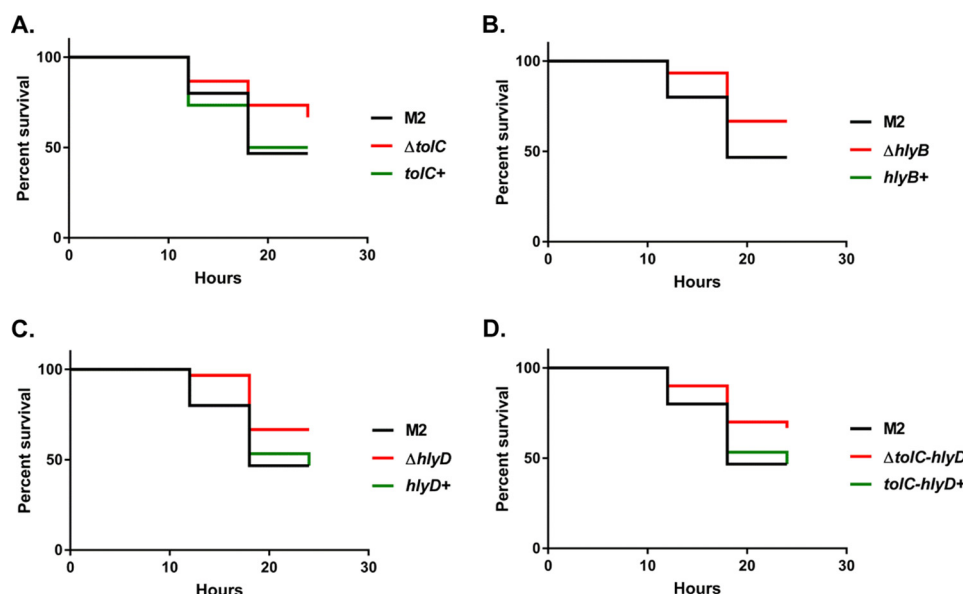 A.
Percent survival
100
50
0
0 10 20 30
Hours
M2
ΔtolC
tolC+
B.
Percent survival
100
50
0
0 10 20 30
Hours
M2
ΔhlyB
hlyB+
C.
Percent survival
100
50
0
0 10 20 30
Hours
M2
ΔhlyD
hlyD+
D.
Percent survival
100
50
0
0 10 20 30
Hours
M2
ΔtolC-hlyD
tolC-hlyD+